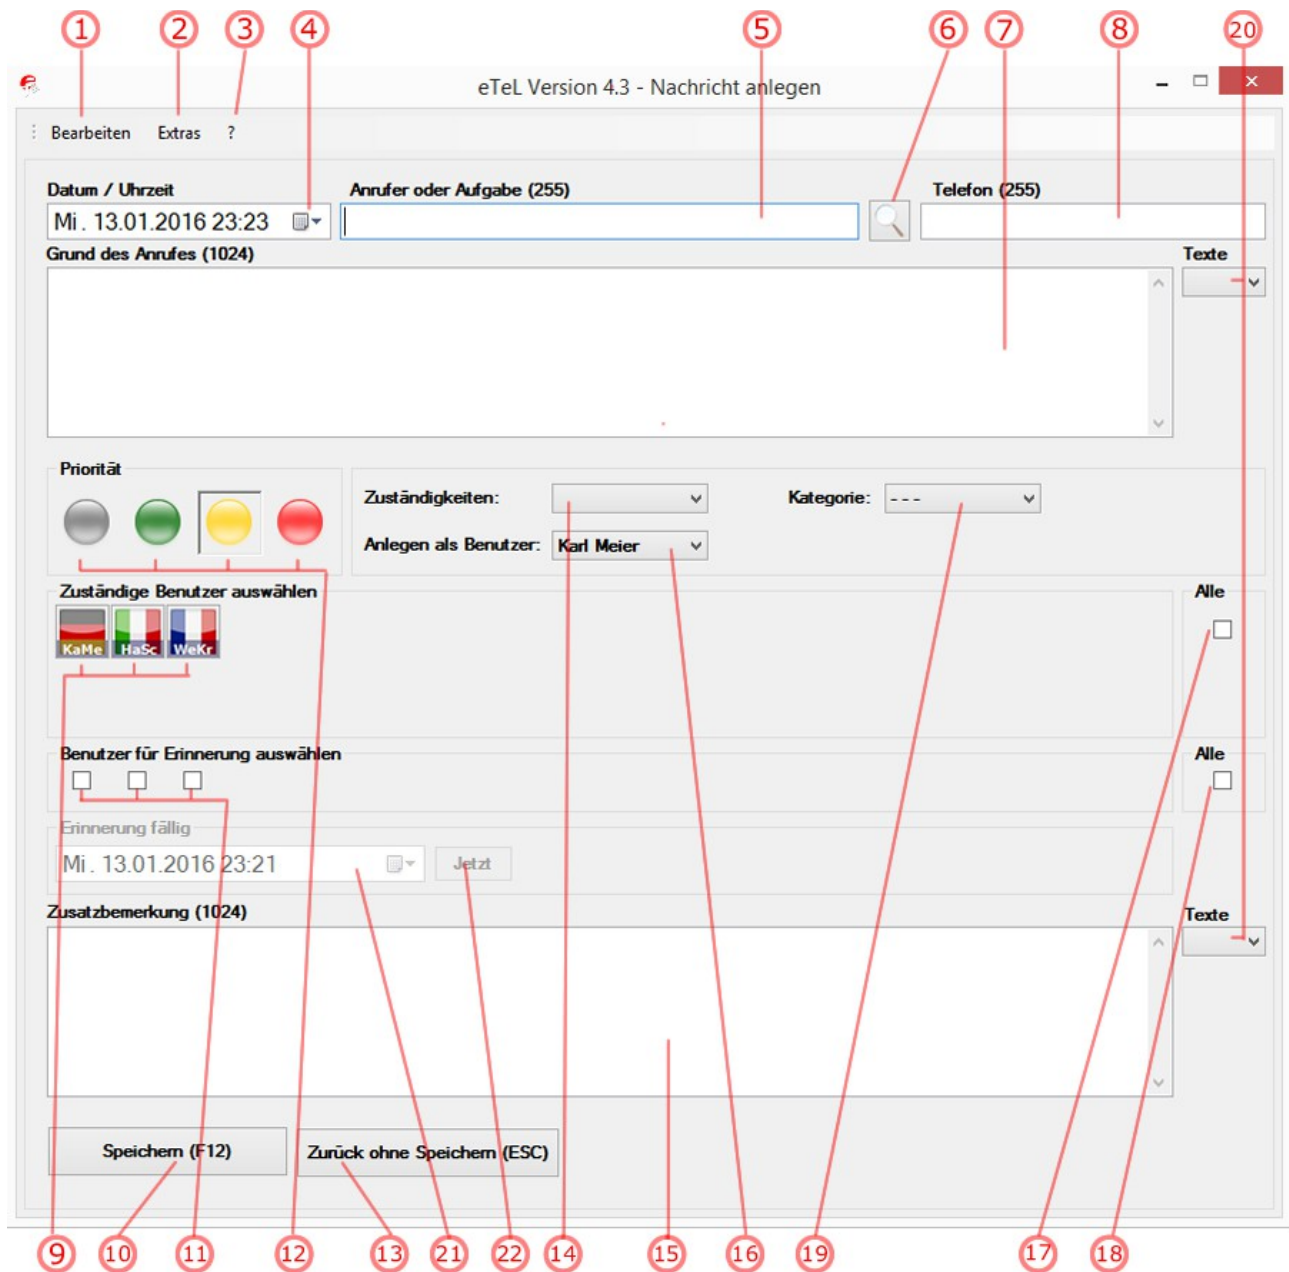 1 2 3 4 5 6 7 8 20
eTeL Version 4.3 - Nachricht anlegen
Bearbeiten Extras ?
Datum / Uhrzeit Anrufer oder Aufgabe (255) Telefon (255)
Mi. 13.01.2016 23:23
Grund des Anrufes (1024) Texte
Priorität
Zuständigkeiten: Kategorie: - - -
Anlegen als Benutzer: Karl Meier
Zuständige Benutzer auswählen Alle
KaMe HaSc WeKr
Benutzer für Erinnerung auswählen Alle
Erinnerung fällig
Mi. 13.01.2016 23:21 Jetzt
Zusatzbemerkung (1024) Texte
Speichern (F12) Zurück ohne Speichern (ESC)
9 10 11 12 13 21 22 14 15 16 19 17 18